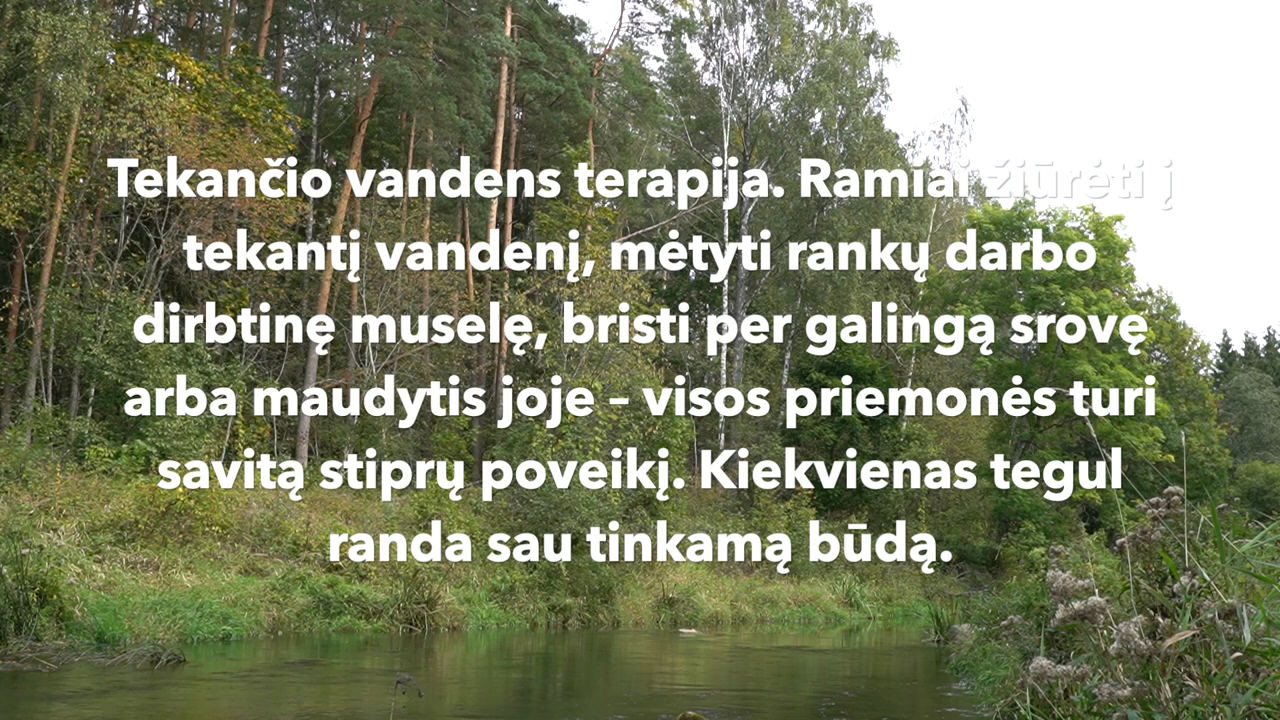 Tekančio vandens terapija. Ramiai žiūrėti į
tekantį vandenį, mėtyti rankų darbo
dirbtinę muselę, bristi per galingą srovę
arba maudytis joje – visos priemonės turi
savitą stiprų poveikį. Kiekvienas tegul
randa sau tinkamą būdą.